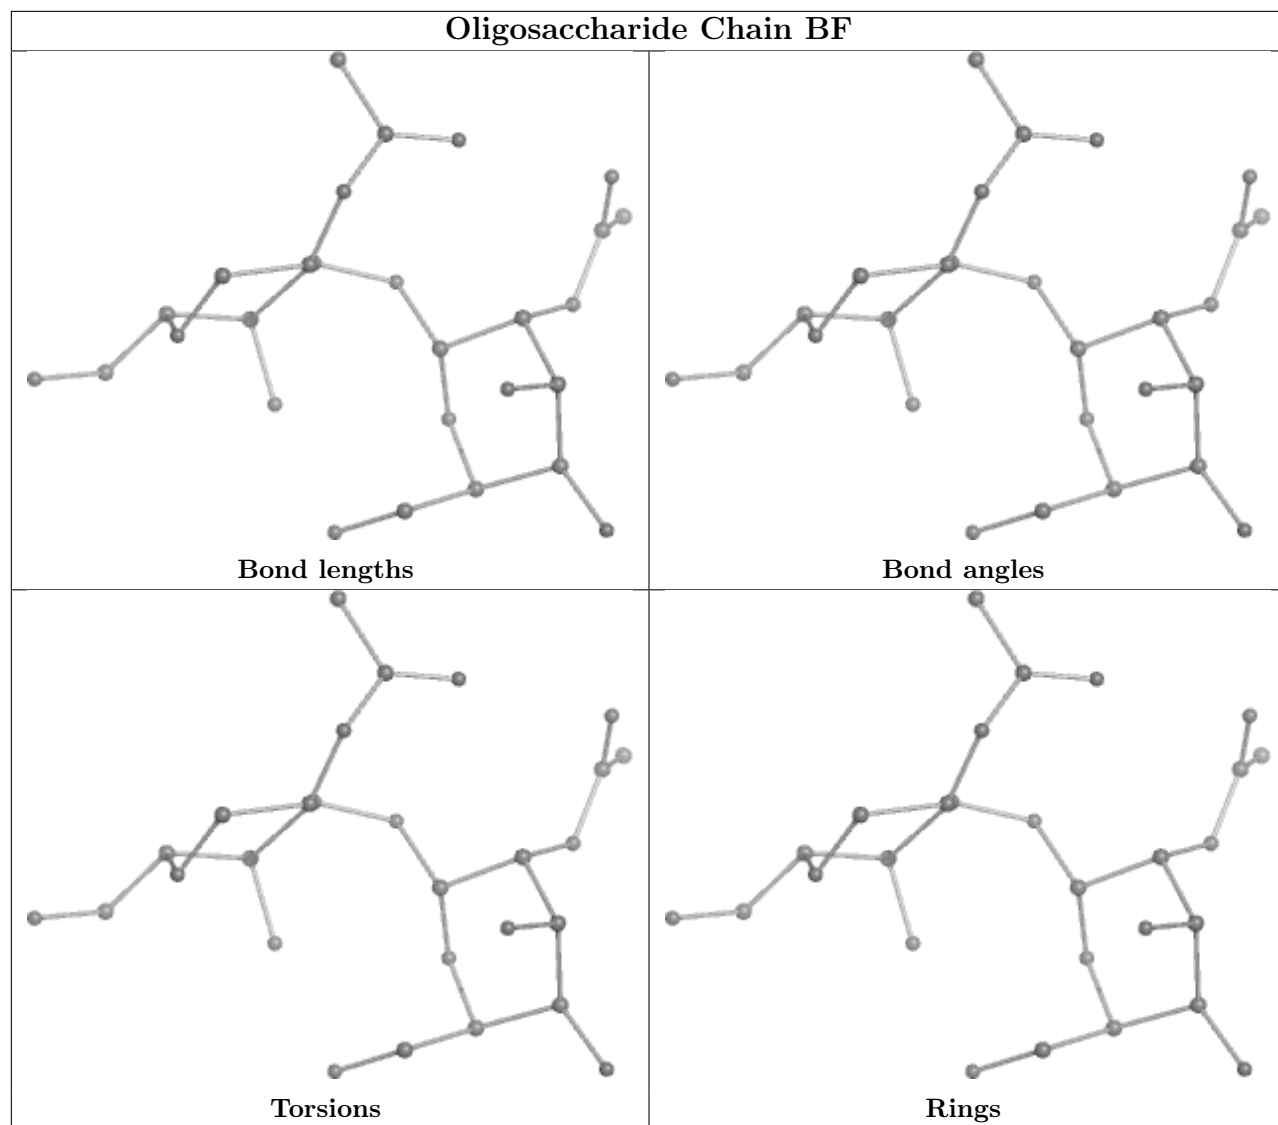 Oligosaccharide Chain BF
Bond lengths
Bond angles
Torsions
Rings